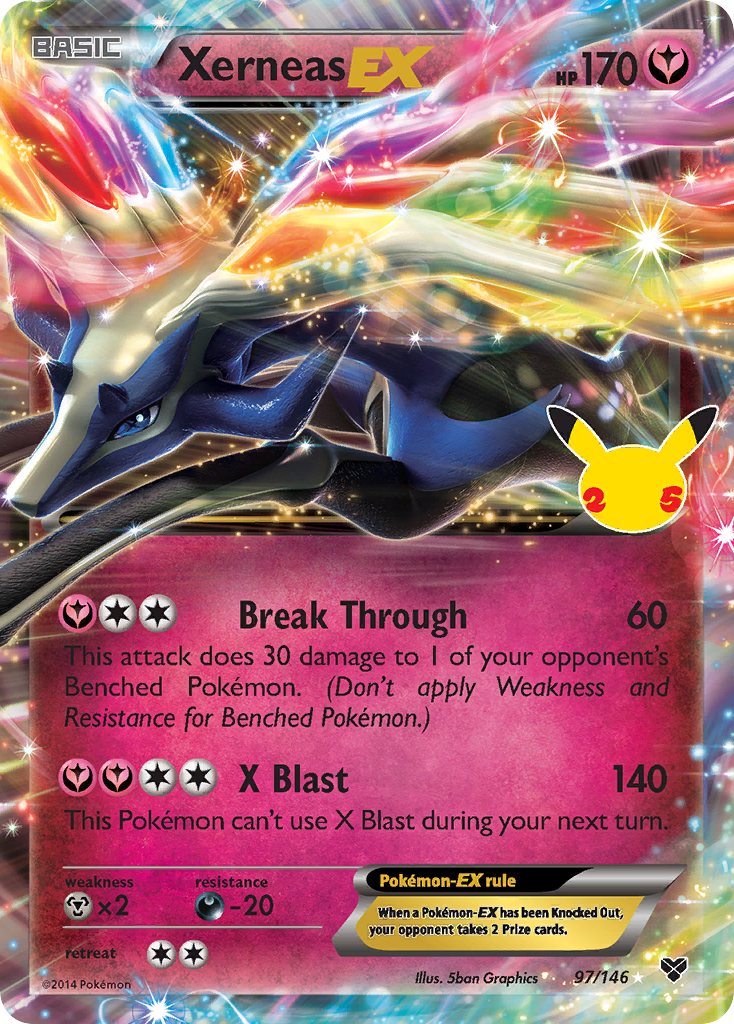 BASIC
Xerneas EX
HP 170
25
Break Through 60
This attack does 30 damage to 1 of your opponent's
Benched Pokémon. (Don't apply Weakness and
Resistance for Benched Pokémon.)
X Blast 140
This Pokémon can't use X Blast during your next turn.
weakness resistance
×2 -20
retreat
Pokémon-EX rule
When a Pokémon-EX has been Knocked Out,
your opponent takes 2 Prize cards.
©2014 Pokémon
Illus. 5ban Graphics 97/146